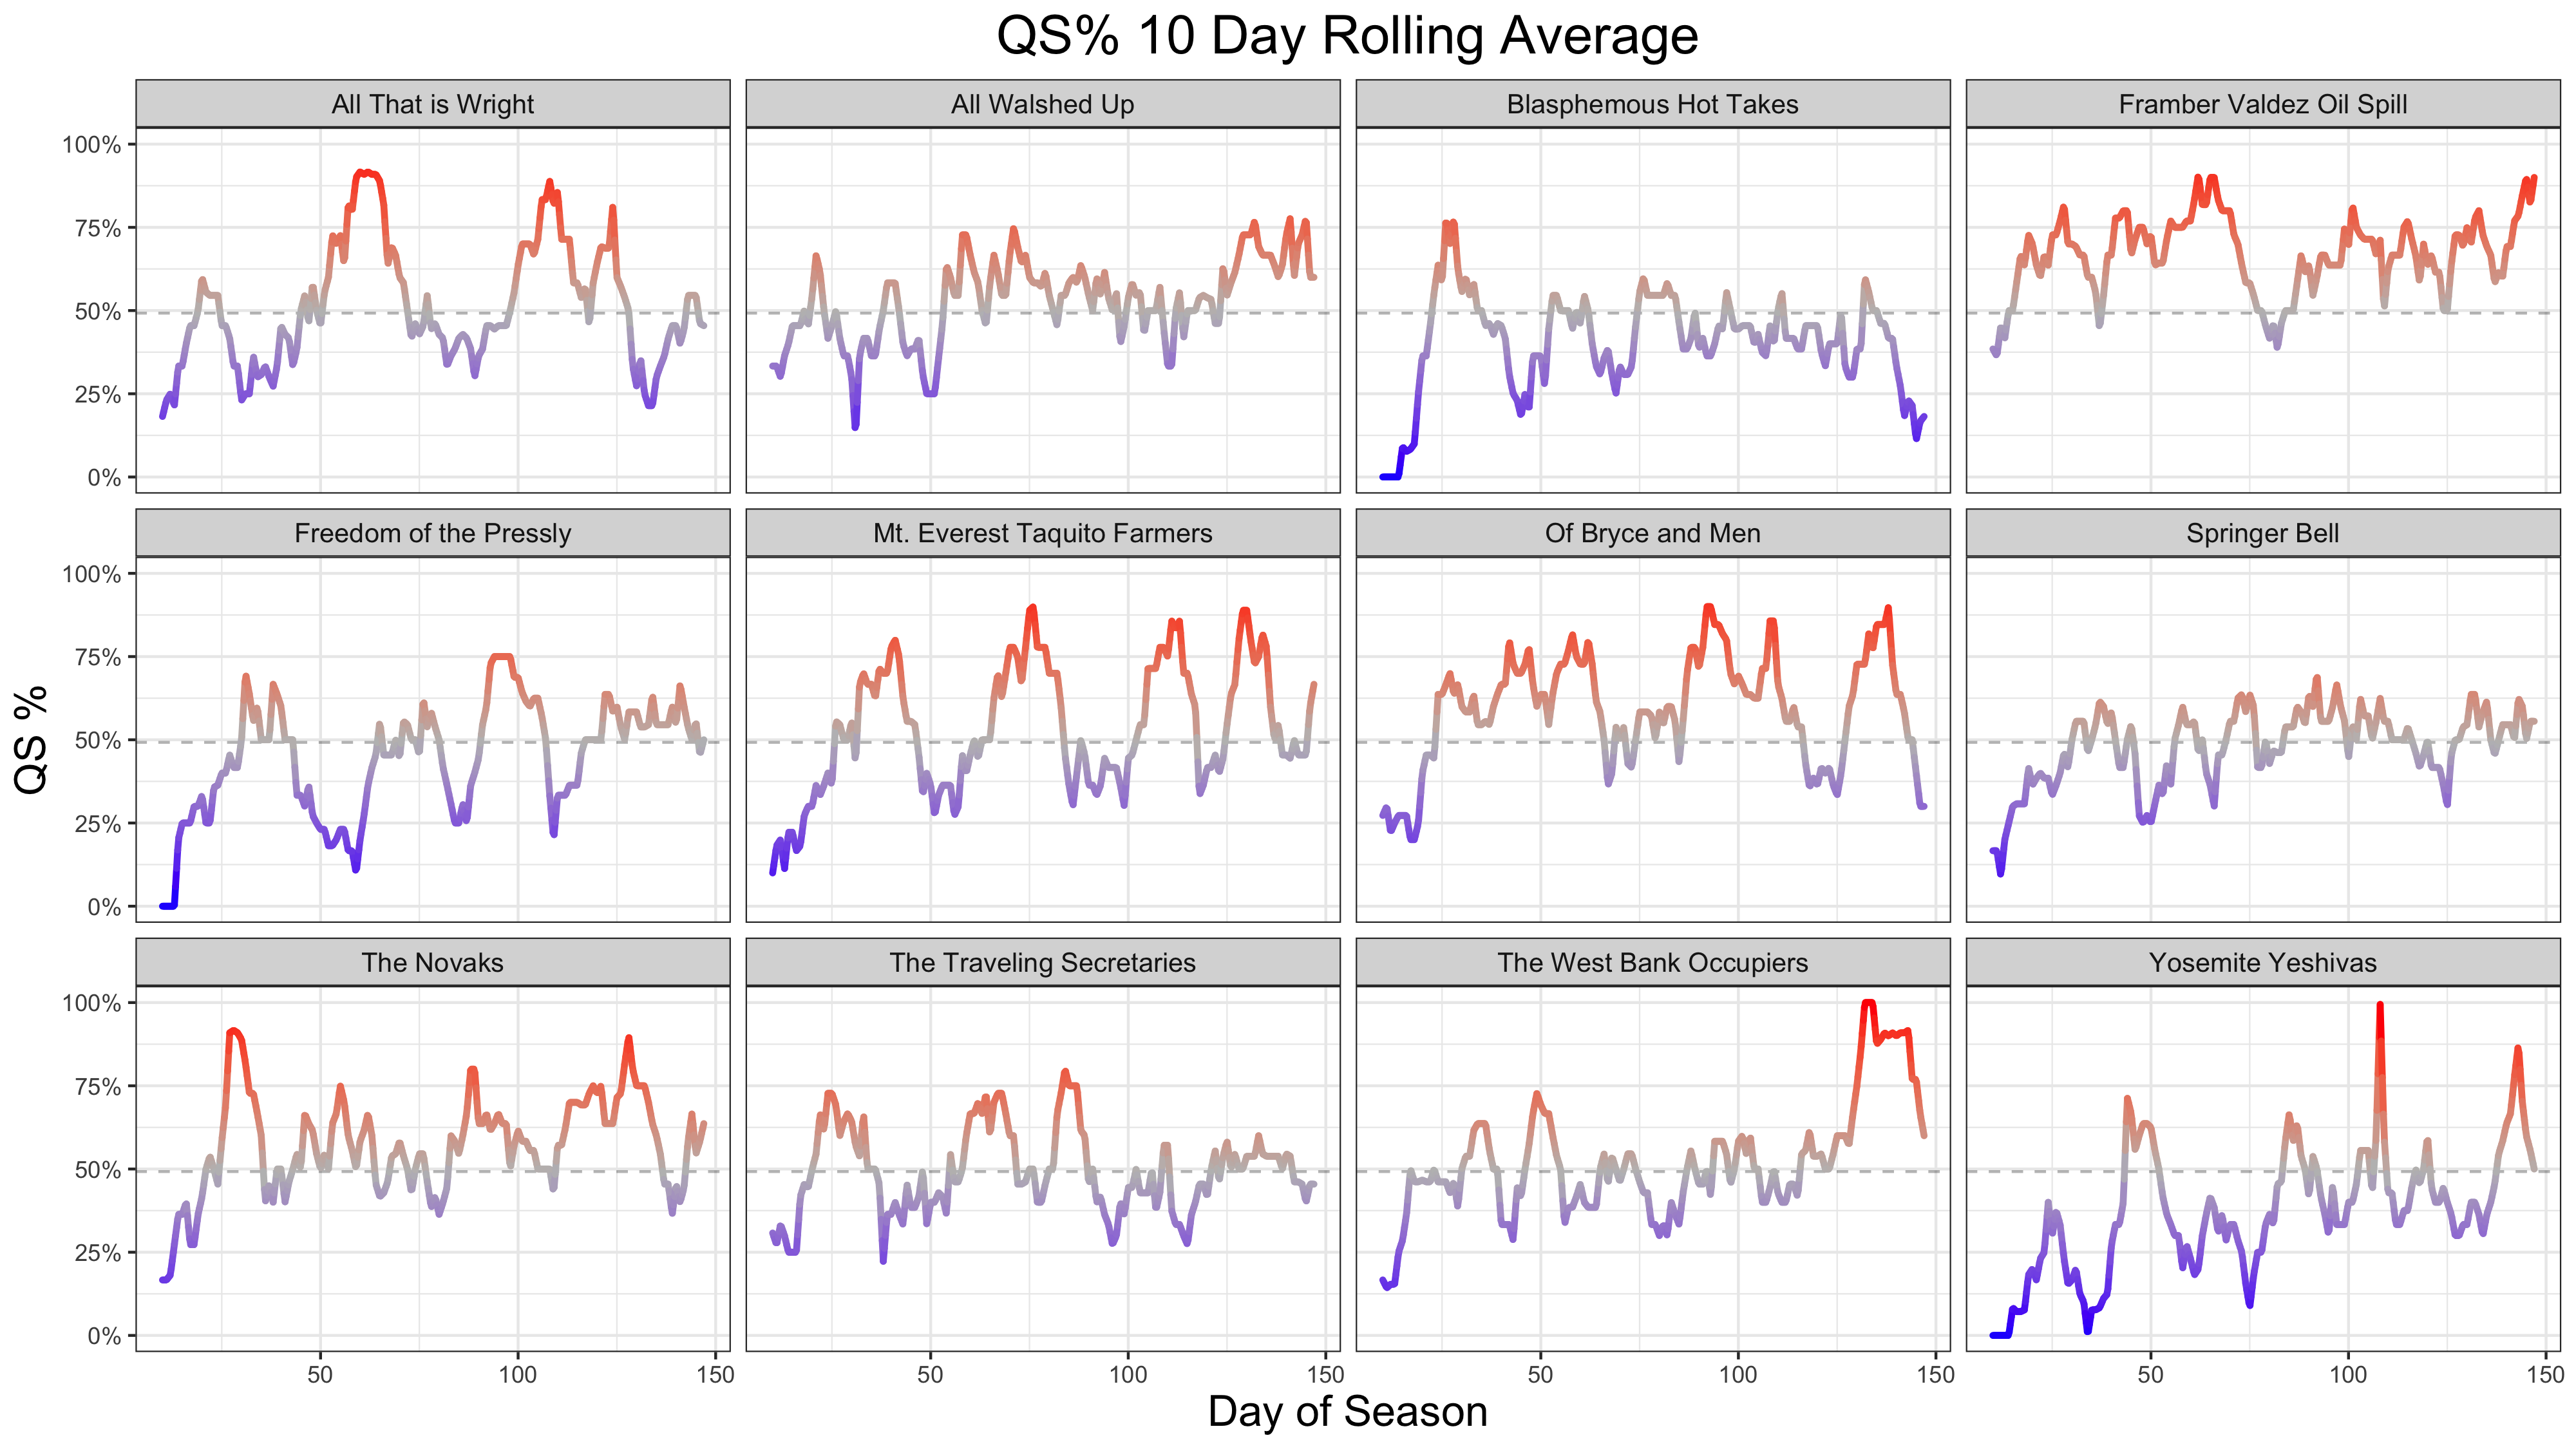 QS% 10 Day Rolling Average
All That is Wright
All Walshed Up
Blasphemous Hot Takes
Framber Valdez Oil Spill
100%
75%
50%
25%
0%
Freedom of the Pressly
Mt. Everest Taquito Farmers
Of Bryce and Men
Springer Bell
100%
75%
50%
25%
0%
QS %
The Novaks
The Traveling Secretaries
The West Bank Occupiers
Yosemite Yeshivas
100%
75%
50%
25%
0%
50 100 150
50 100 150
50 100 150
50 100 150
Day of Season